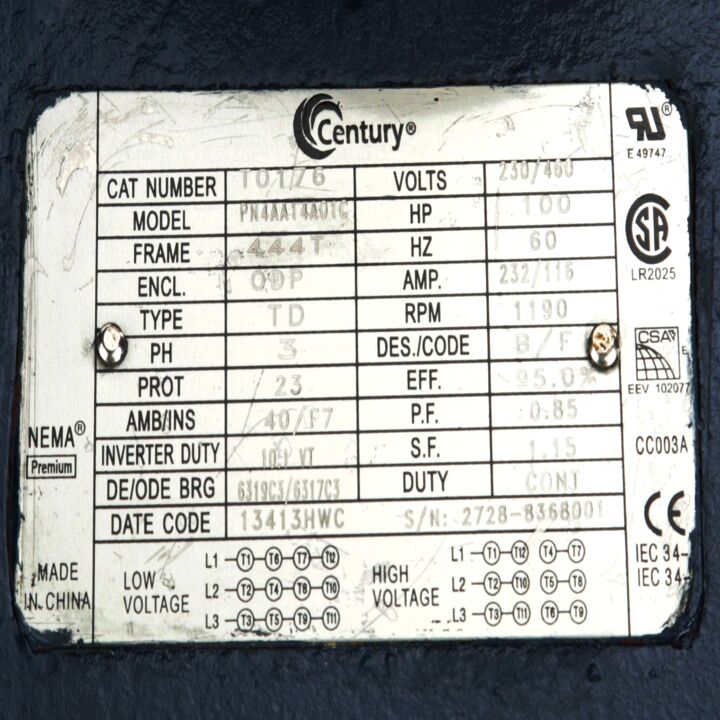 Century®
CAT NUMBER T0176 VOLTS 230/460
MODEL PN4AA14A01C HP 100
FRAME 444T HZ 60
ENCL. ODP AMP. 232/116
TYPE TD RPM 1190
PH 3 DES./CODE B/F
PROT 23 EFF. 95.0%
AMB/INS 40/F7 P.F. 0.85
INVERTER DUTY 10:1 VT S.F. 1.15
DE/ODE BRG 6319C3/6317C3 DUTY CONT
DATE CODE 13413HWC S/N: 2728-8368001
LOW VOLTAGE
L1 T1 T6 T7 T12
L2 T2 T4 T8 T10
L3 T3 T5 T9 T11
HIGH VOLTAGE
L1 T1 T12 T4 T7
L2 T2 T10 T5 T8
L3 T3 T11 T6 T9
NEMA®
Premium
MADE
IN CHINA
®
E 49747
SA
LR2025
CSA
E
EEV 102077
CC003A
CE
IEC 34-
IEC 34-